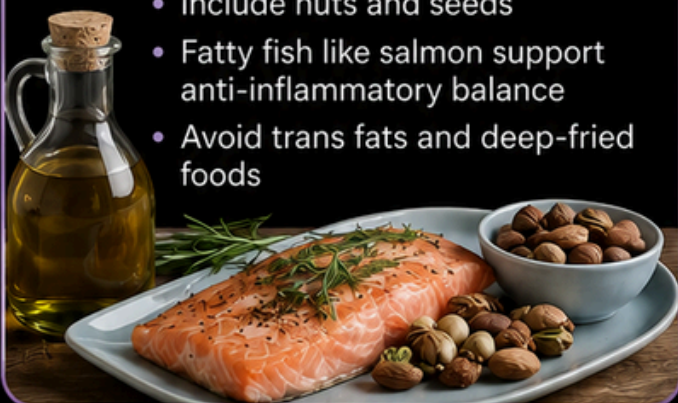 • Include nuts and seeds
• Fatty fish like salmon support
anti-inflammatory balance
• Avoid trans fats and deep-fried
foods